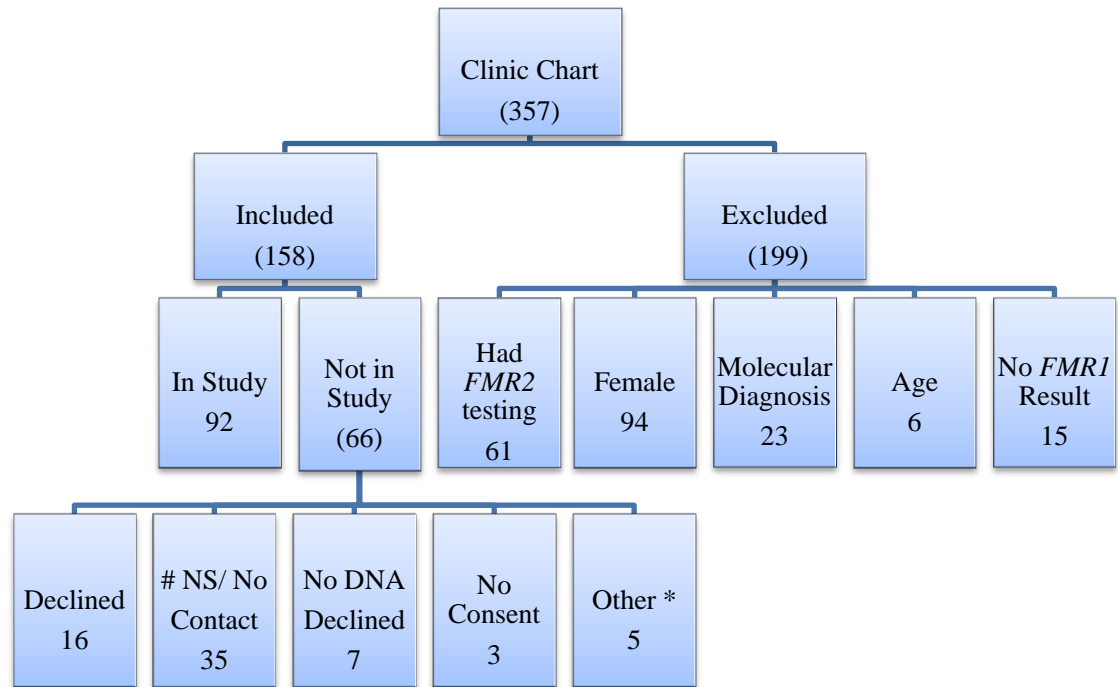 Clinic Chart
(357)
Included
(158)
Excluded
(199)
In Study
92
Not in
Study
(66)
Had
FMR2
testing
61
Female
94
Molecular
Diagnosis
23
Age
6
No FMR1
Result
15
Declined
16
# NS/ No
Contact
35
No DNA
Declined
7
No
Consent
3
Other *
5